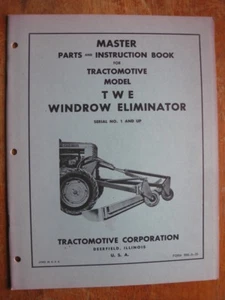 MASTER
PARTS AND INSTRUCTION BOOK
FOR
TRACTOMOTIVE
MODEL
TWE
WINDROW ELIMINATOR
SERIAL NO. 1 AND UP
TRACTOMOTIVE CORPORATION
DEERFIELD, ILLINOIS
U. S. A.